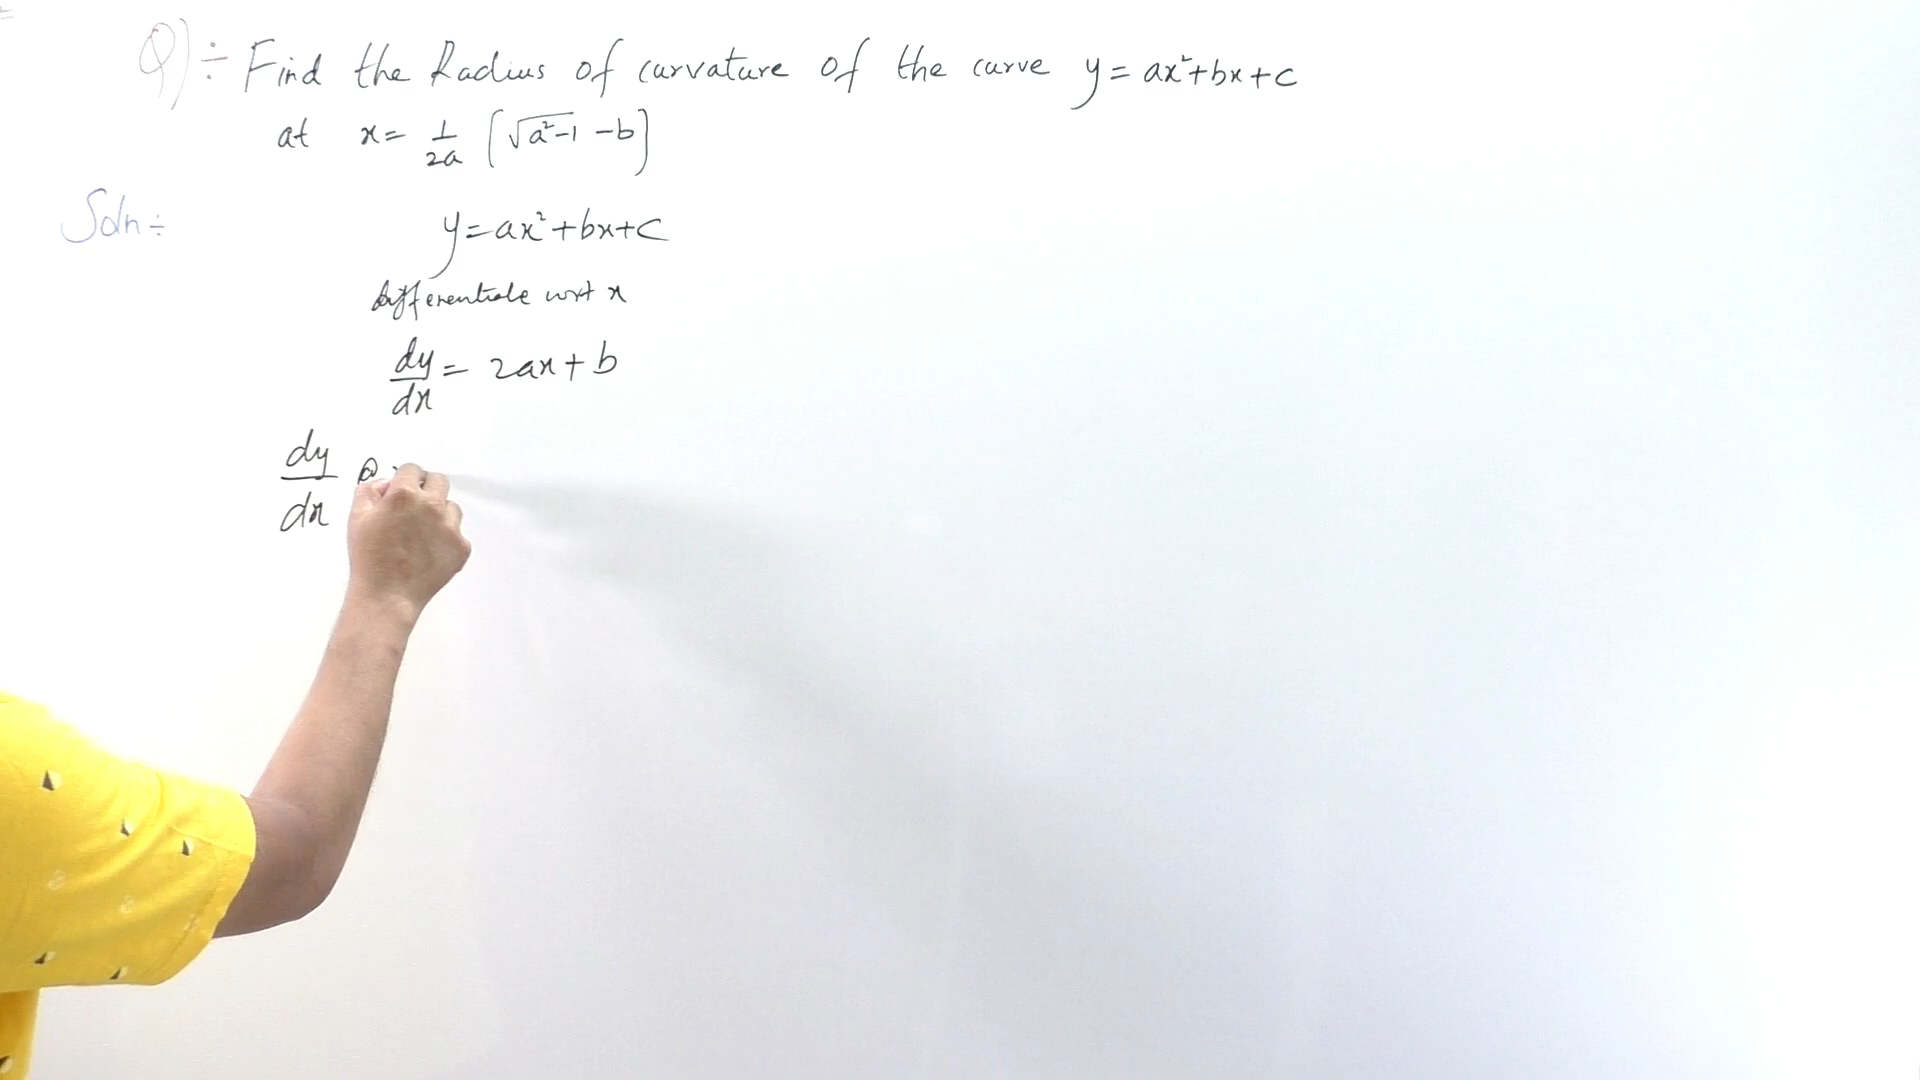 Q) ÷ Find the Radius of curvature of the curve y = ax²+bx+c
at x = 1/2a [√a²-1 -b]
Soln ÷
y = ax²+bx+c
differentiate wrt x
dy/dx = 2ax + b
dy/dx @